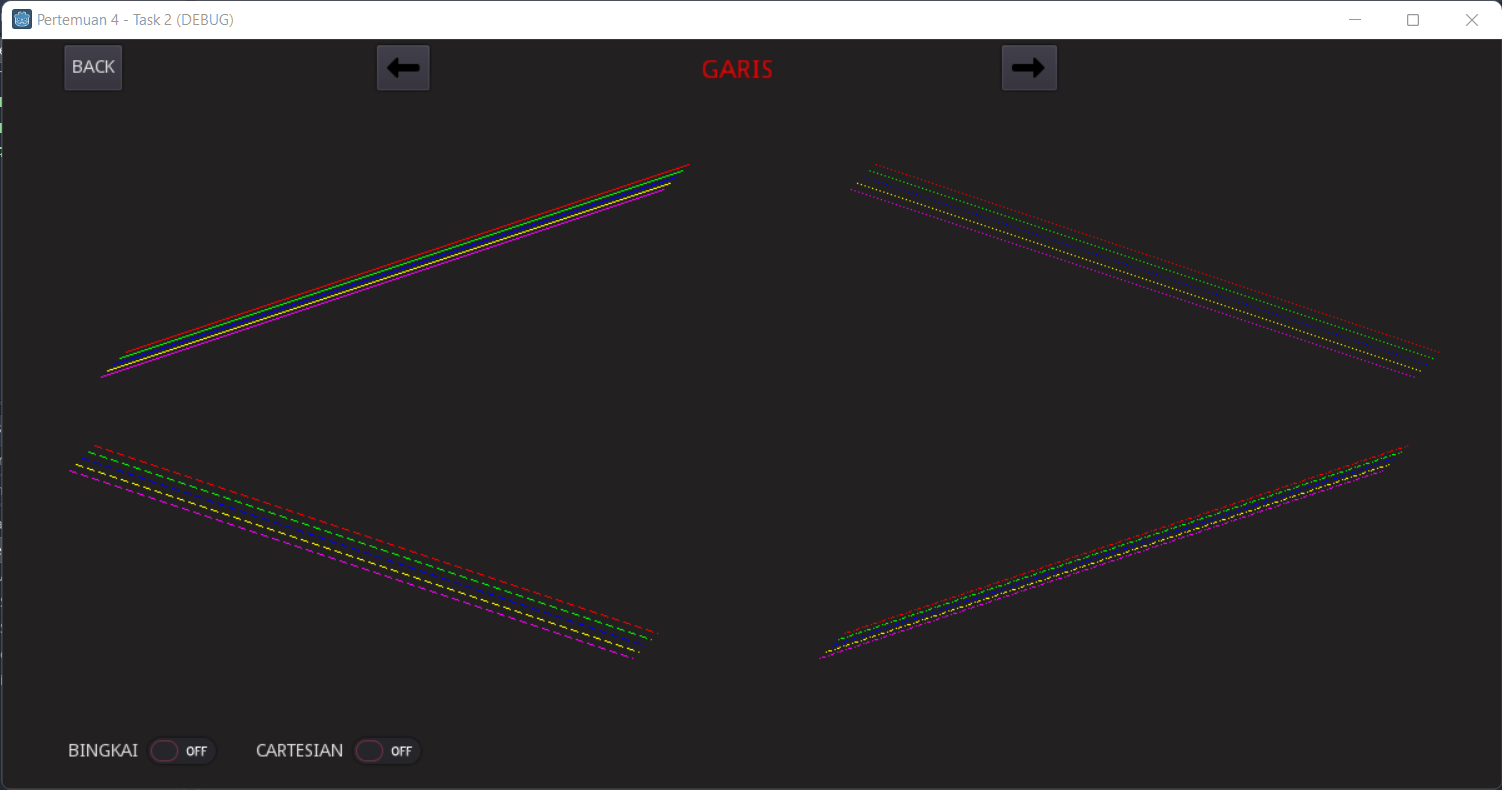 Pertemuan 4 - Task 2 (DEBUG)
BACK
GARIS
BINGKAI OFF CARTESIAN OFF